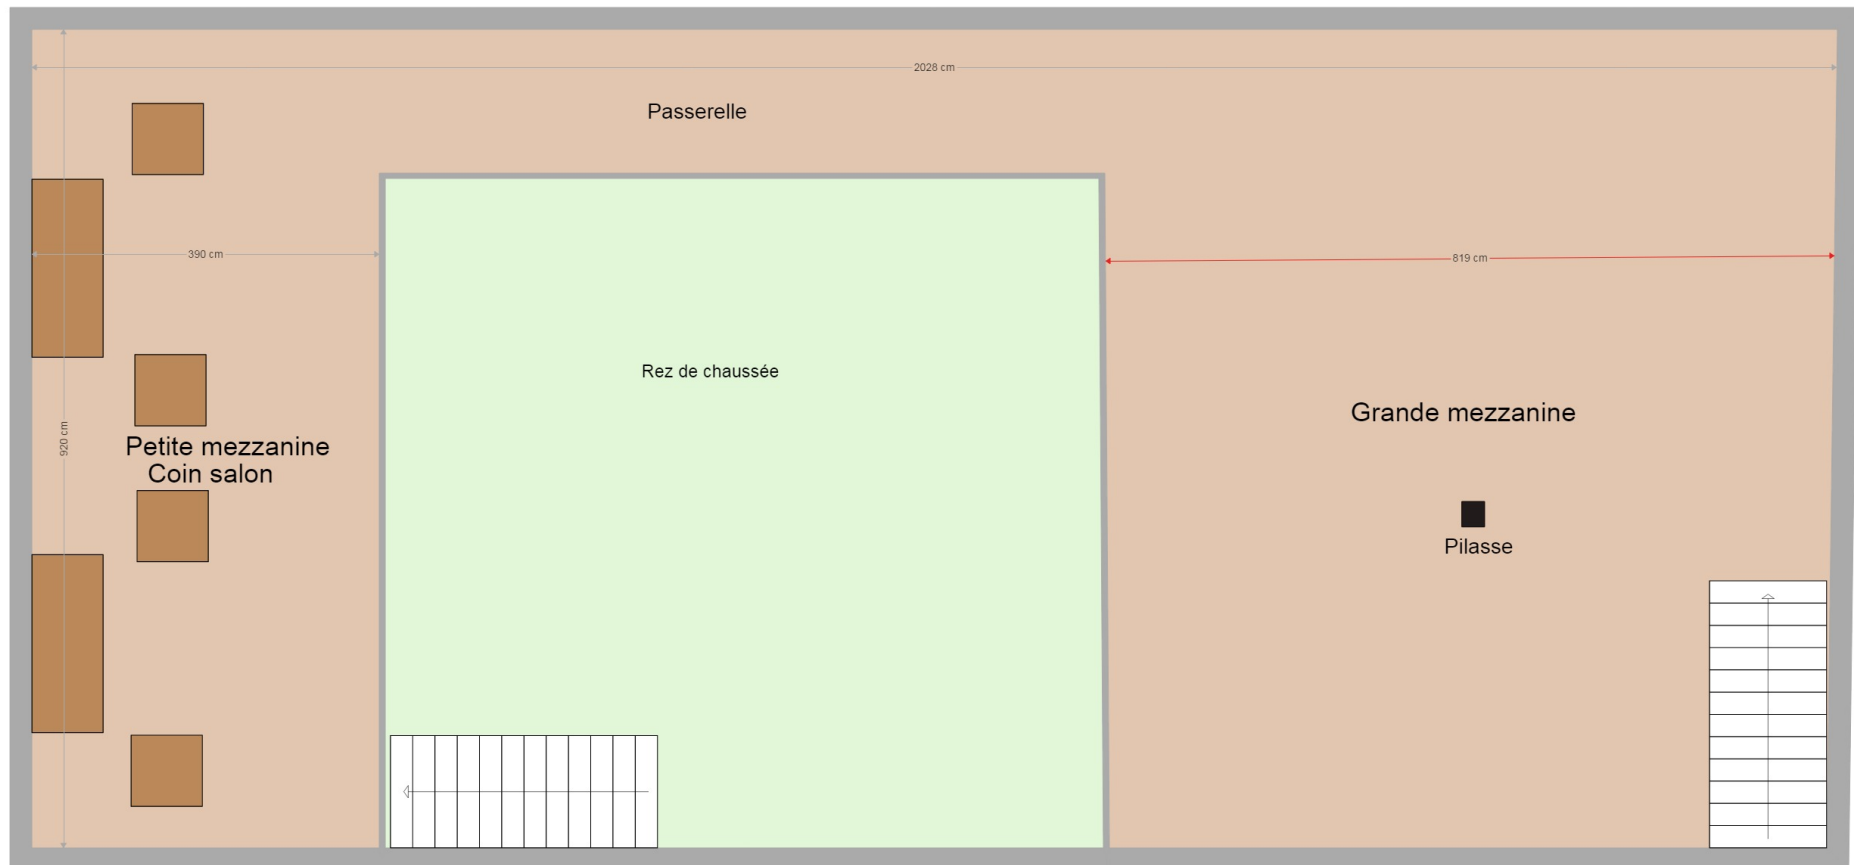 2028 cm
Passerelle
390 cm
819 cm
Rez de chaussée
Grande mezzanine
920 cm
Petite mezzanine
Coin salon
Pilasse